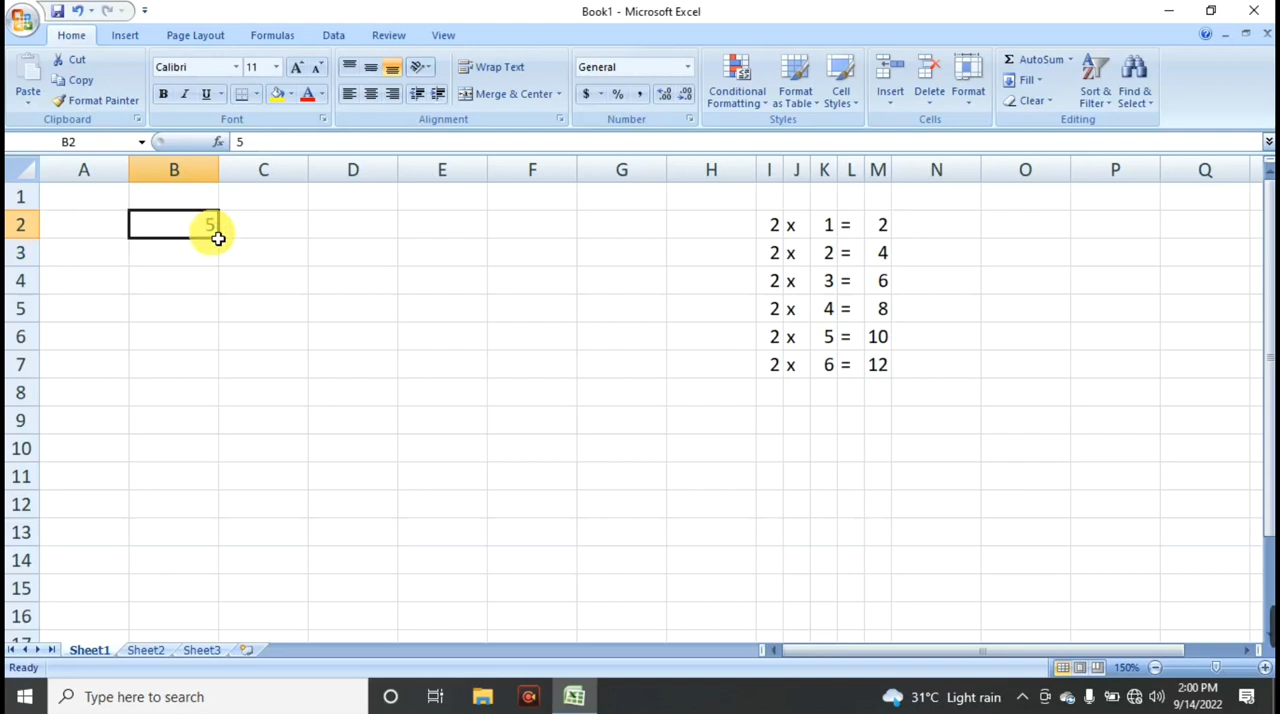 Book1 - Microsoft Excel
Home Insert Page Layout Formulas Data Review View
Paste Cut Copy Format Painter
Clipboard
Calibri 11
B I U A
Font
Wrap Text
Merge & Center
Alignment
General
$ % ,
Number
Conditional Formatting Format as Table Cell Styles
Styles
Insert Delete Format
Cells
Σ AutoSum
Fill
Clear
Sort & Filter Find & Select
Editing
B2 fx 5
A B C D E F G H I J K L M N O P Q
1
2 5 2 x 1 = 2
3 2 x 2 = 4
4 2 x 3 = 6
5 2 x 4 = 8
6 2 x 5 = 10
7 2 x 6 = 12
8
9
10
11
12
13
14
15
16
17
Sheet1 Sheet2 Sheet3
Ready 150%
Type here to search 31°C Light rain 2:00 PM
9/14/2022